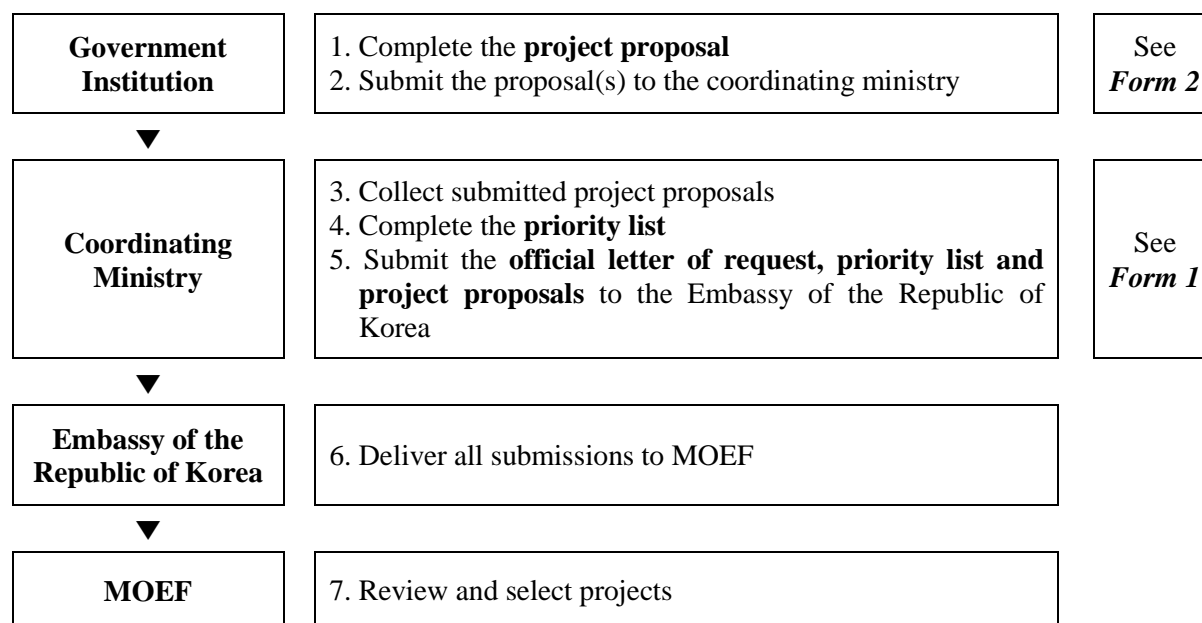 Government
Institution
1. Complete the project proposal
2. Submit the proposal(s) to the coordinating ministry
See
Form 2
Coordinating
Ministry
3. Collect submitted project proposals
4. Complete the priority list
5. Submit the official letter of request, priority list and
project proposals to the Embassy of the Republic of
Korea
See
Form 1
Embassy of the
Republic of Korea
6. Deliver all submissions to MOEF
MOEF
7. Review and select projects